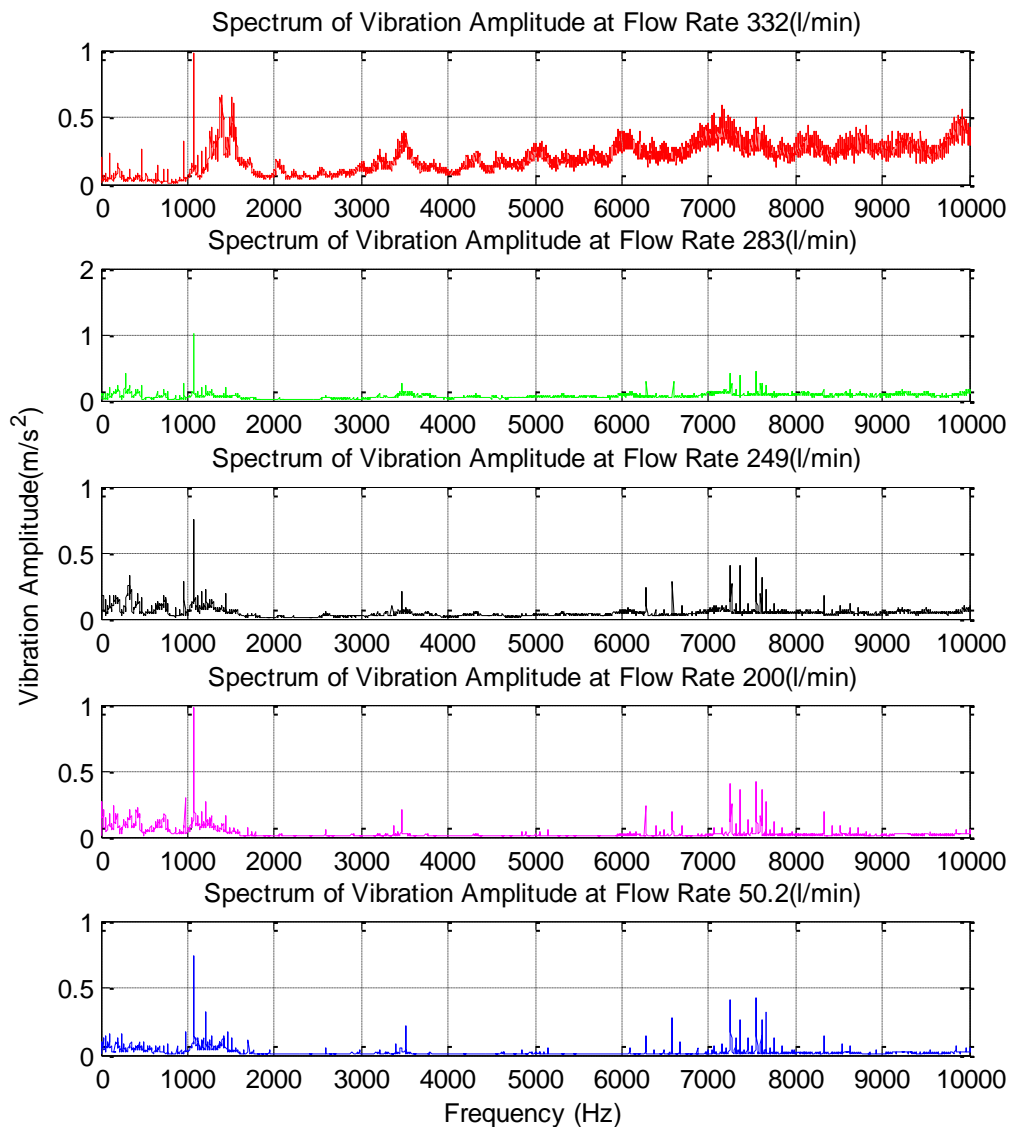 Spectrum of Vibration Amplitude at Flow Rate 332(l/min)
1
0.5
0
0 1000 2000 3000 4000 5000 6000 7000 8000 9000 10000
Spectrum of Vibration Amplitude at Flow Rate 283(l/min)
2
1
0
0 1000 2000 3000 4000 5000 6000 7000 8000 9000 10000
Spectrum of Vibration Amplitude at Flow Rate 249(l/min)
Vibration Amplitude(m/s²)
1
0.5
0
0 1000 2000 3000 4000 5000 6000 7000 8000 9000 10000
Spectrum of Vibration Amplitude at Flow Rate 200(l/min)
1
0.5
0
0 1000 2000 3000 4000 5000 6000 7000 8000 9000 10000
Spectrum of Vibration Amplitude at Flow Rate 50.2(l/min)
1
0.5
0
0 1000 2000 3000 4000 5000 6000 7000 8000 9000 10000
Frequency (Hz)